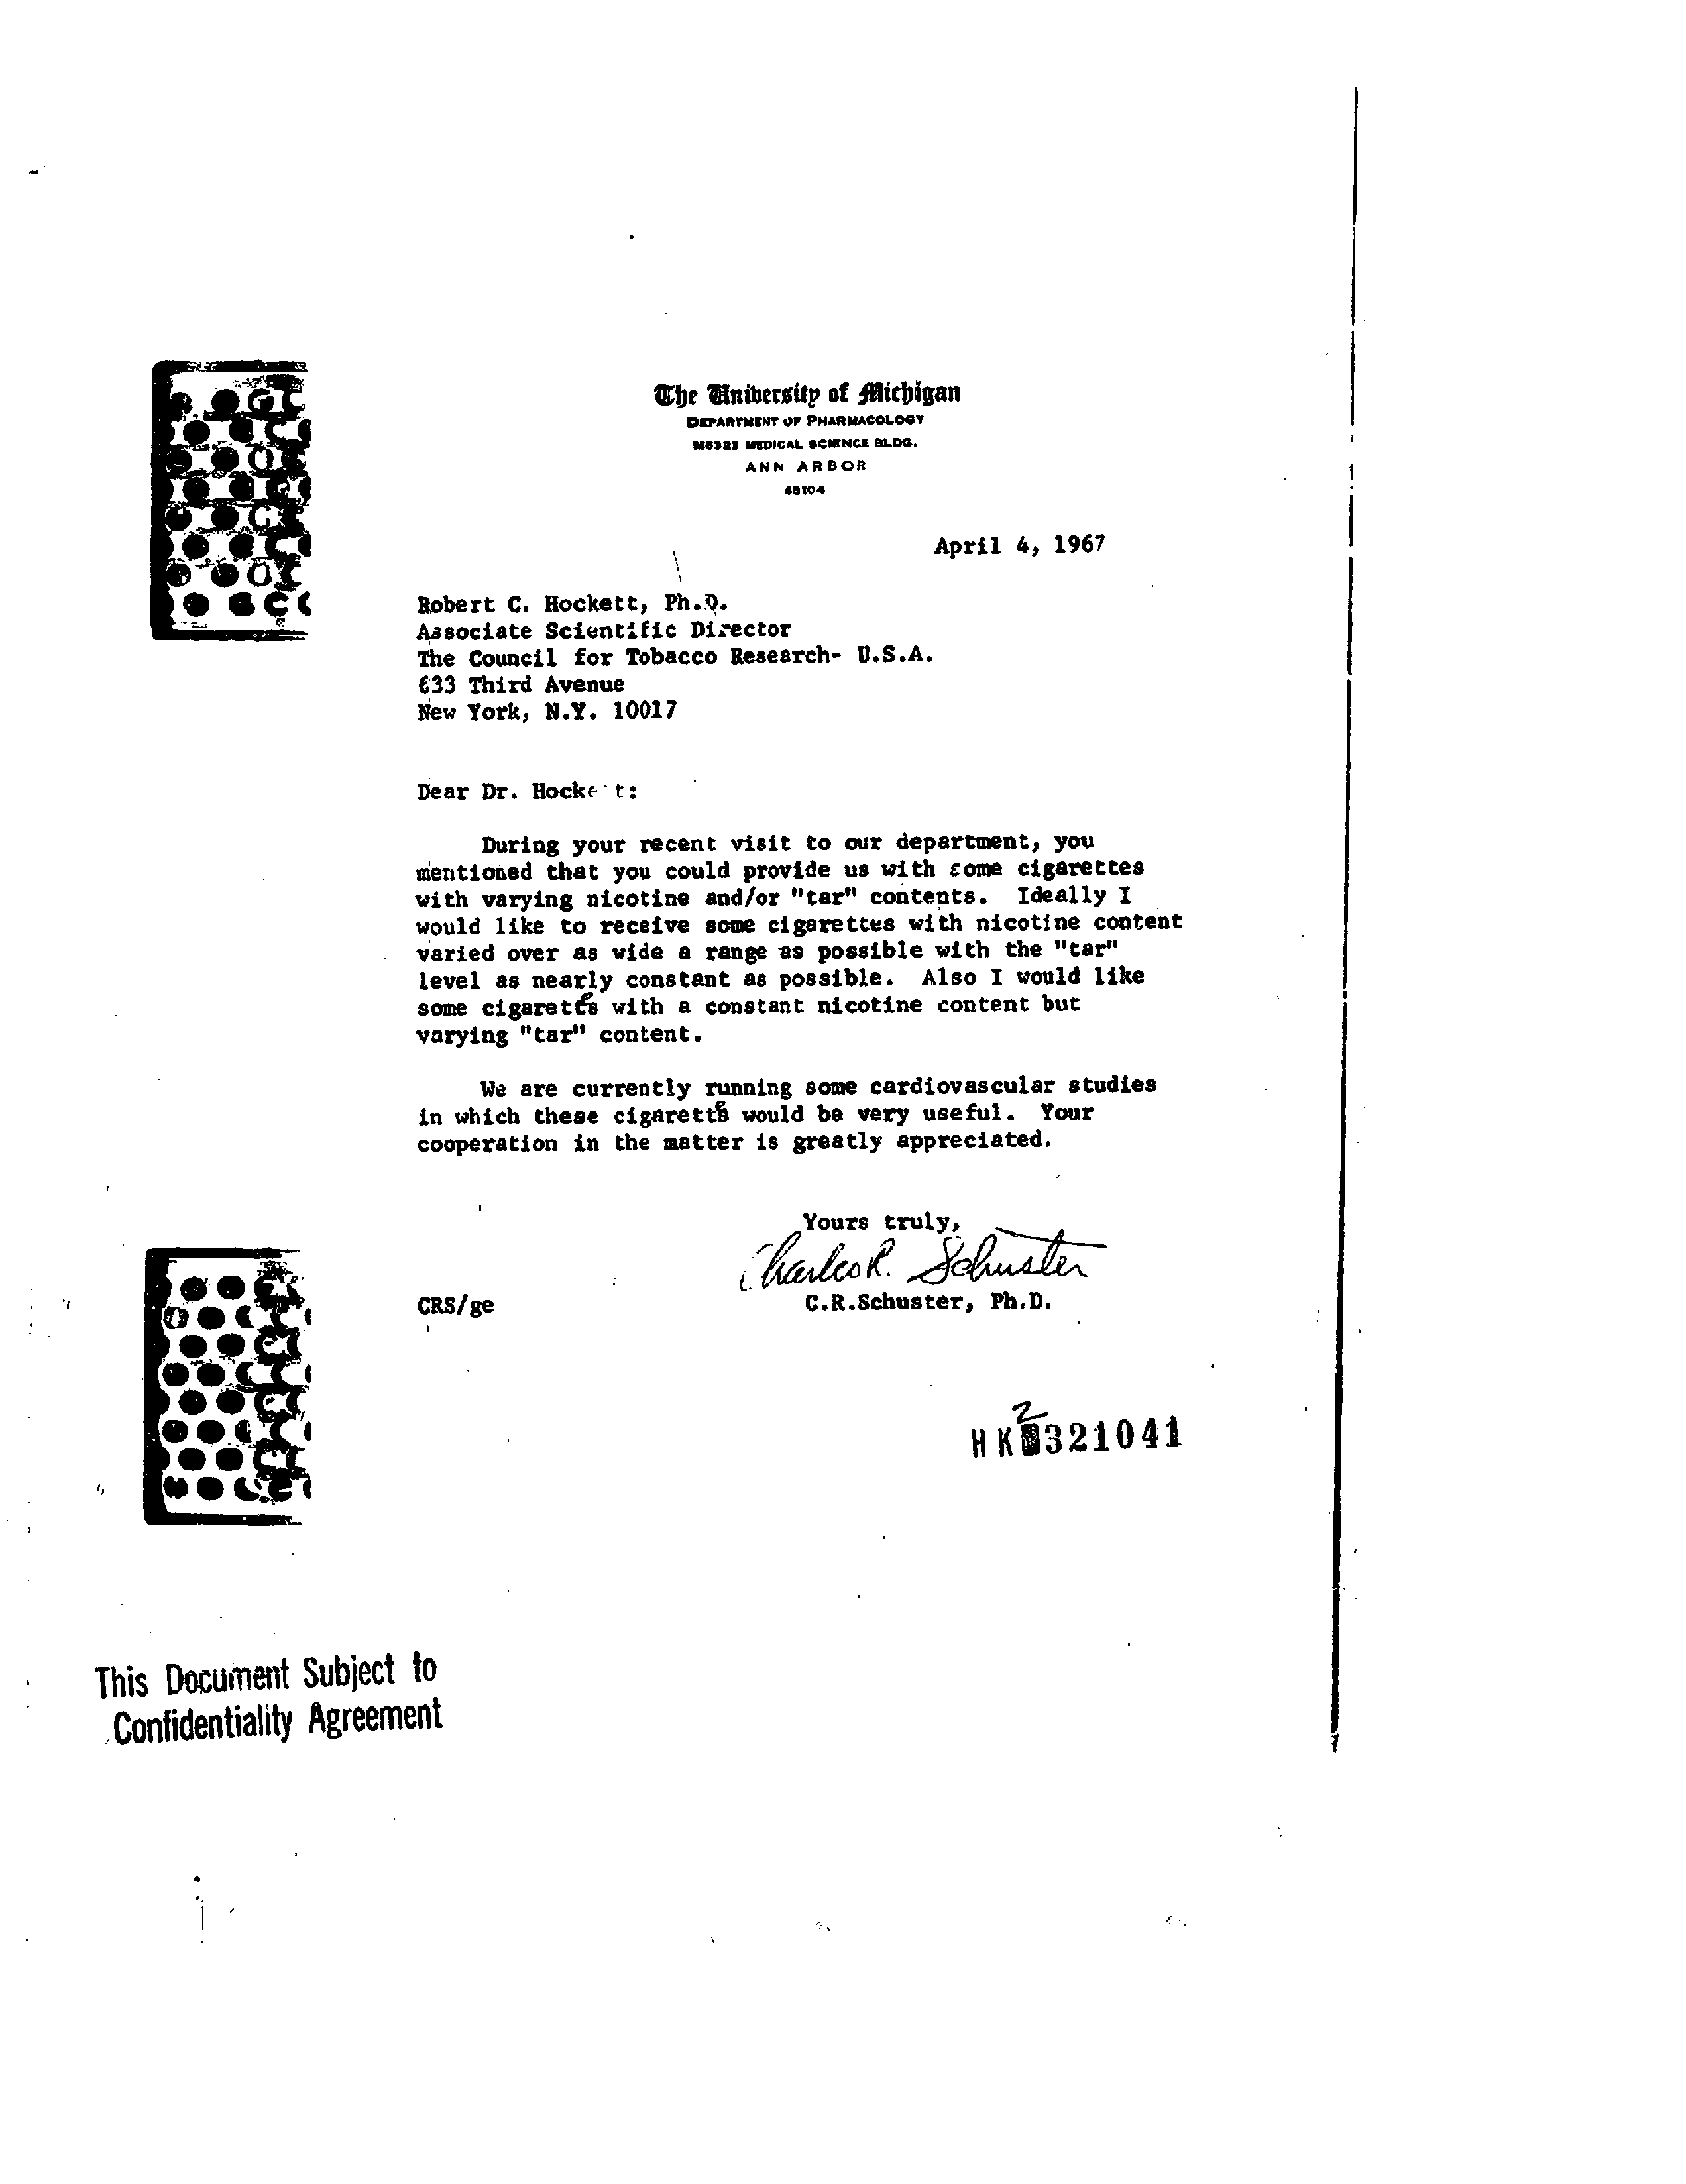 The University of Michigan
DEPARTMENT OF PHARMACOLOGY
M6322 MEDICAL SCIENCE BLDG.
ANN ARBOR
48104
April 4, 1967
Robert C. Hockett, Ph.D.
Associate Scientific Director
The Council for Tobacco Research- U.S.A.
633 Third Avenue
New York, N.Y. 10017
Dear Dr. Hockett:
During your recent visit to our department, you
mentioned that you could provide us with some cigarettes
with varying nicotine and/or "tar" contents. Ideally I
would like to receive some cigarettes with nicotine content
varied over as wide a range as possible with the "tar"
level as nearly constant as possible. Also I would like
some cigarettes with a constant nicotine content but
varying "tar" content.
We are currently running some cardiovascular studies
in which these cigarettes would be very useful. Your
cooperation in the matter is greatly appreciated.
Yours truly,
Charles R. Schuster
CRS/ge C.R.Schuster, Ph.D.
2
HK 321041
This Document Subject to
Confidentiality Agreement